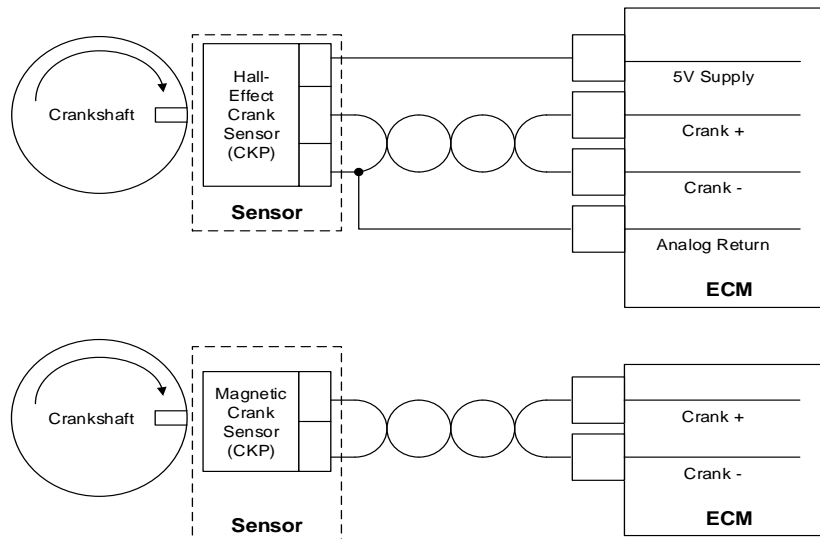 Crankshaft
Hall-
Effect
Crank
Sensor
(CKP)
Sensor
5V Supply
Crank +
Crank -
Analog Return
ECM
Crankshaft
Magnetic
Crank
Sensor
(CKP)
Sensor
Crank +
Crank -
ECM